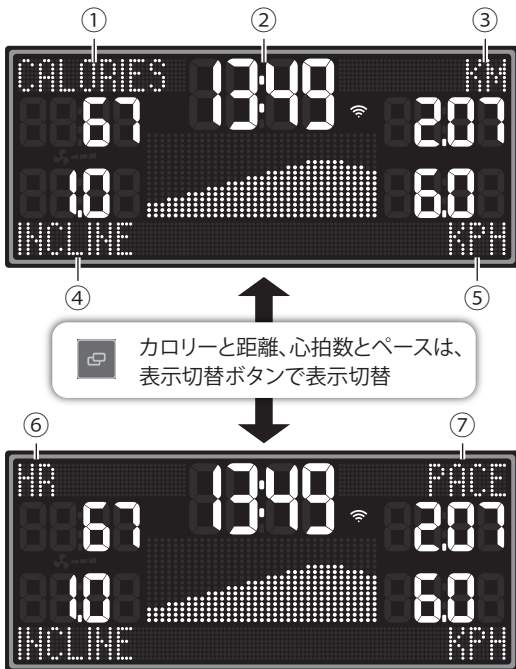 ① ② ③
CALORIES 13:49 KM
67 2.07
1.0 6.0
INCLINE KPH
④ ⑤
カロリーと距離、心拍数とペースは、
表示切替ボタンで表示切替
⑥ ⑦
HR 13:49 PACE
67 2.07
1.0 6.0
INCLINE KPH